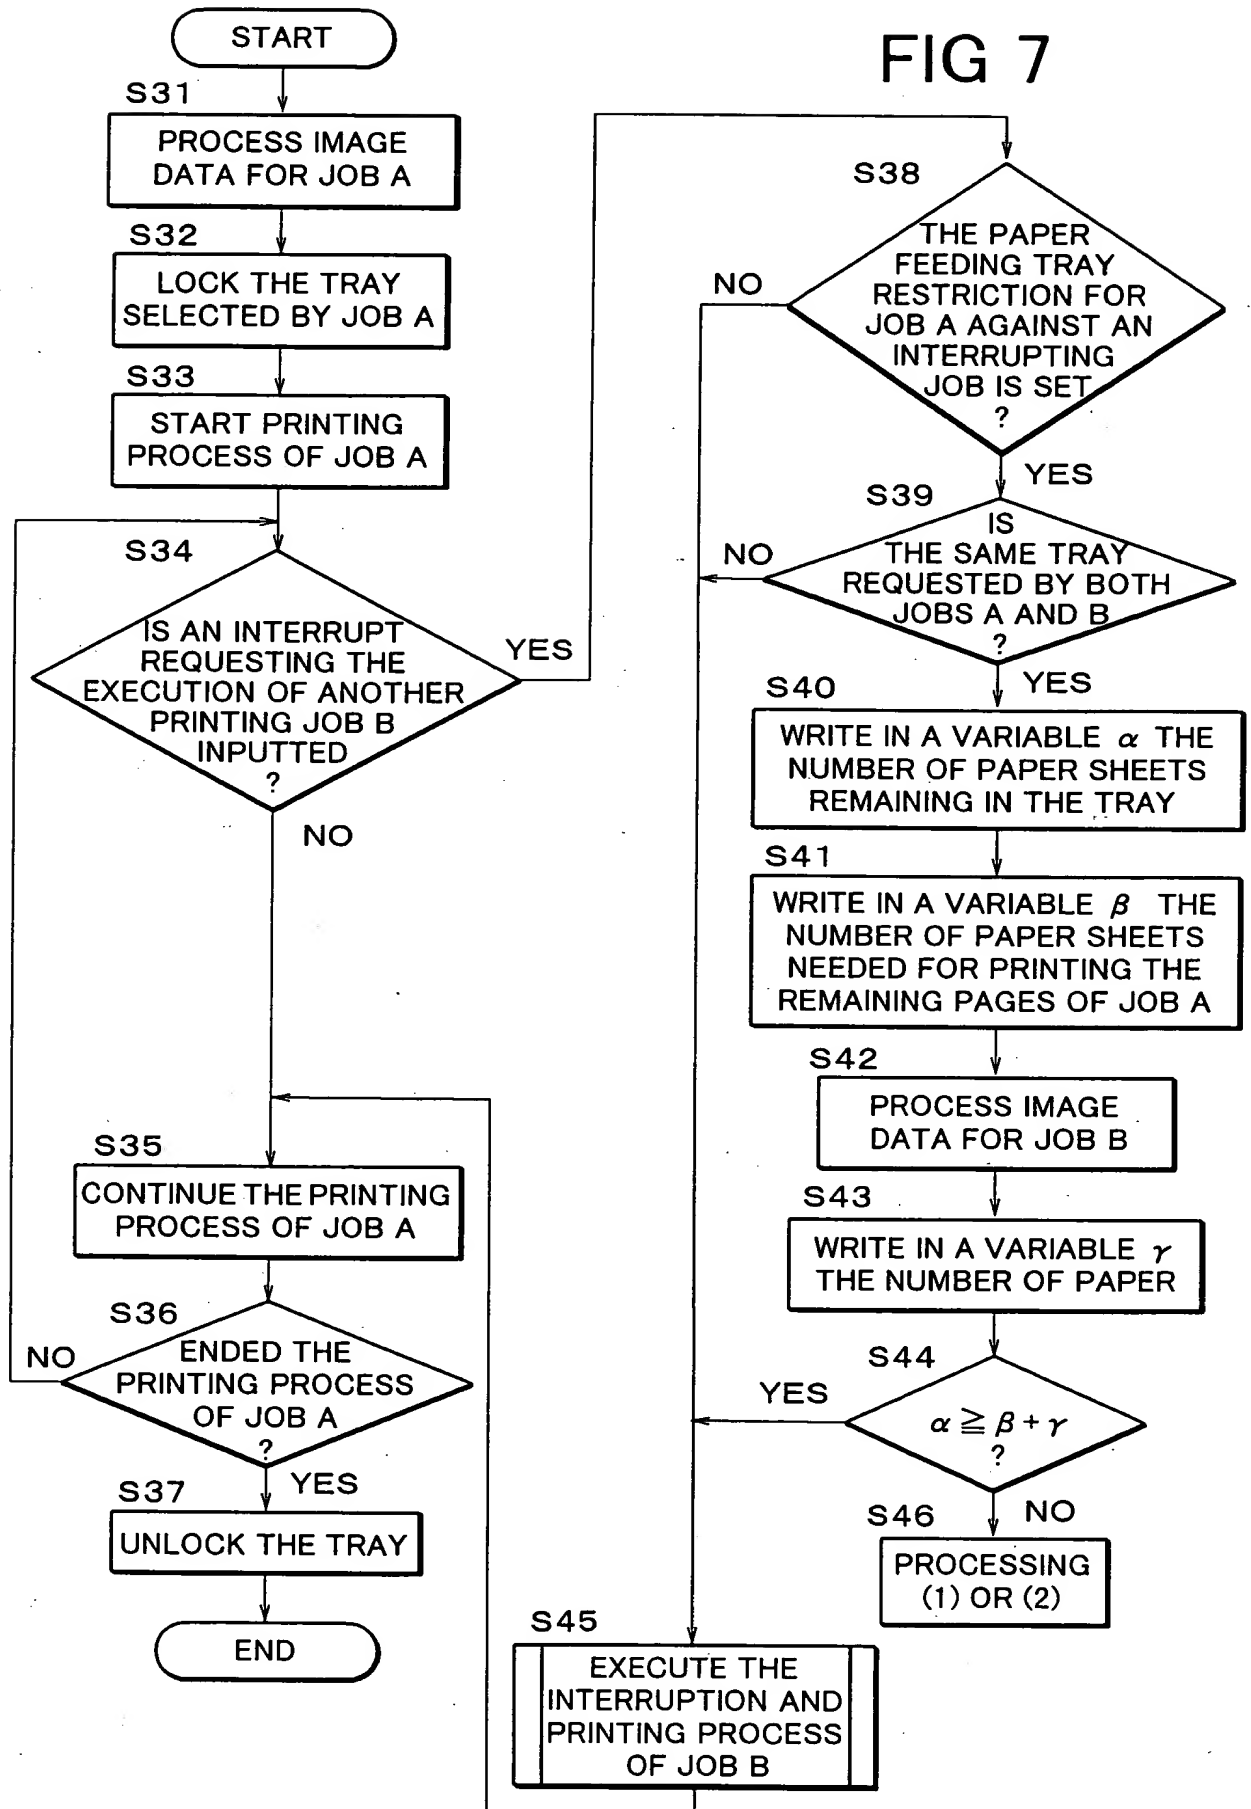 FIG 7
START
S31
PROCESS IMAGE
DATA FOR JOB A
S32
LOCK THE TRAY
SELECTED BY JOB A
S33
START PRINTING
PROCESS OF JOB A
S34
IS AN INTERRUPT
REQUESTING THE
EXECUTION OF ANOTHER
PRINTING JOB B
INPUTTED
?
YES
NO
S35
CONTINUE THE PRINTING
PROCESS OF JOB A
S36
ENDED THE
PRINTING PROCESS
OF JOB A
?
NO
YES
S37
UNLOCK THE TRAY
END
S38
THE PAPER
FEEDING TRAY
RESTRICTION FOR
JOB A AGAINST AN
INTERRUPTING
JOB IS SET
?
NO
YES
S39
IS
THE SAME TRAY
REQUESTED BY BOTH
JOBS A AND B
?
NO
YES
S40
WRITE IN A VARIABLE α THE
NUMBER OF PAPER SHEETS
REMAINING IN THE TRAY
S41
WRITE IN A VARIABLE β THE
NUMBER OF PAPER SHEETS
NEEDED FOR PRINTING THE
REMAINING PAGES OF JOB A
S42
PROCESS IMAGE
DATA FOR JOB B
S43
WRITE IN A VARIABLE γ
THE NUMBER OF PAPER
S44
α ≧ β + γ
?
YES
NO
S46
PROCESSING
(1) OR (2)
S45
EXECUTE THE
INTERRUPTION AND
PRINTING PROCESS
OF JOB B